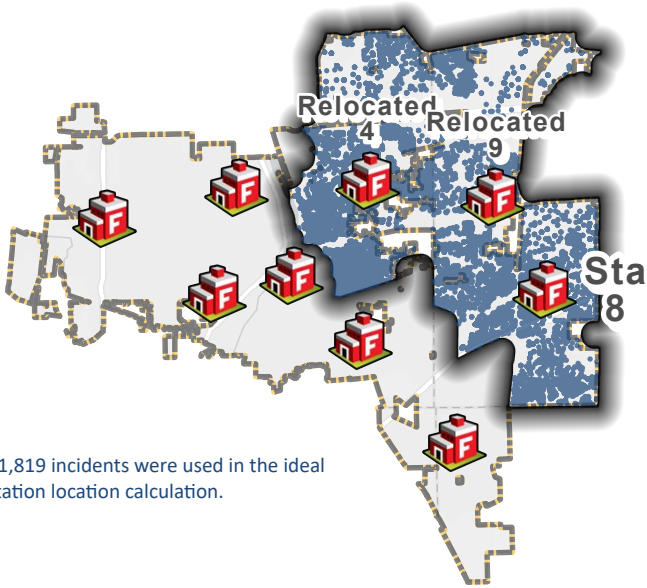 Relocated
4
Relocated
9
Sta
8
F
F
F
F
F
F
F
F
F
1,819 incidents were used in the ideal
tation location calculation.